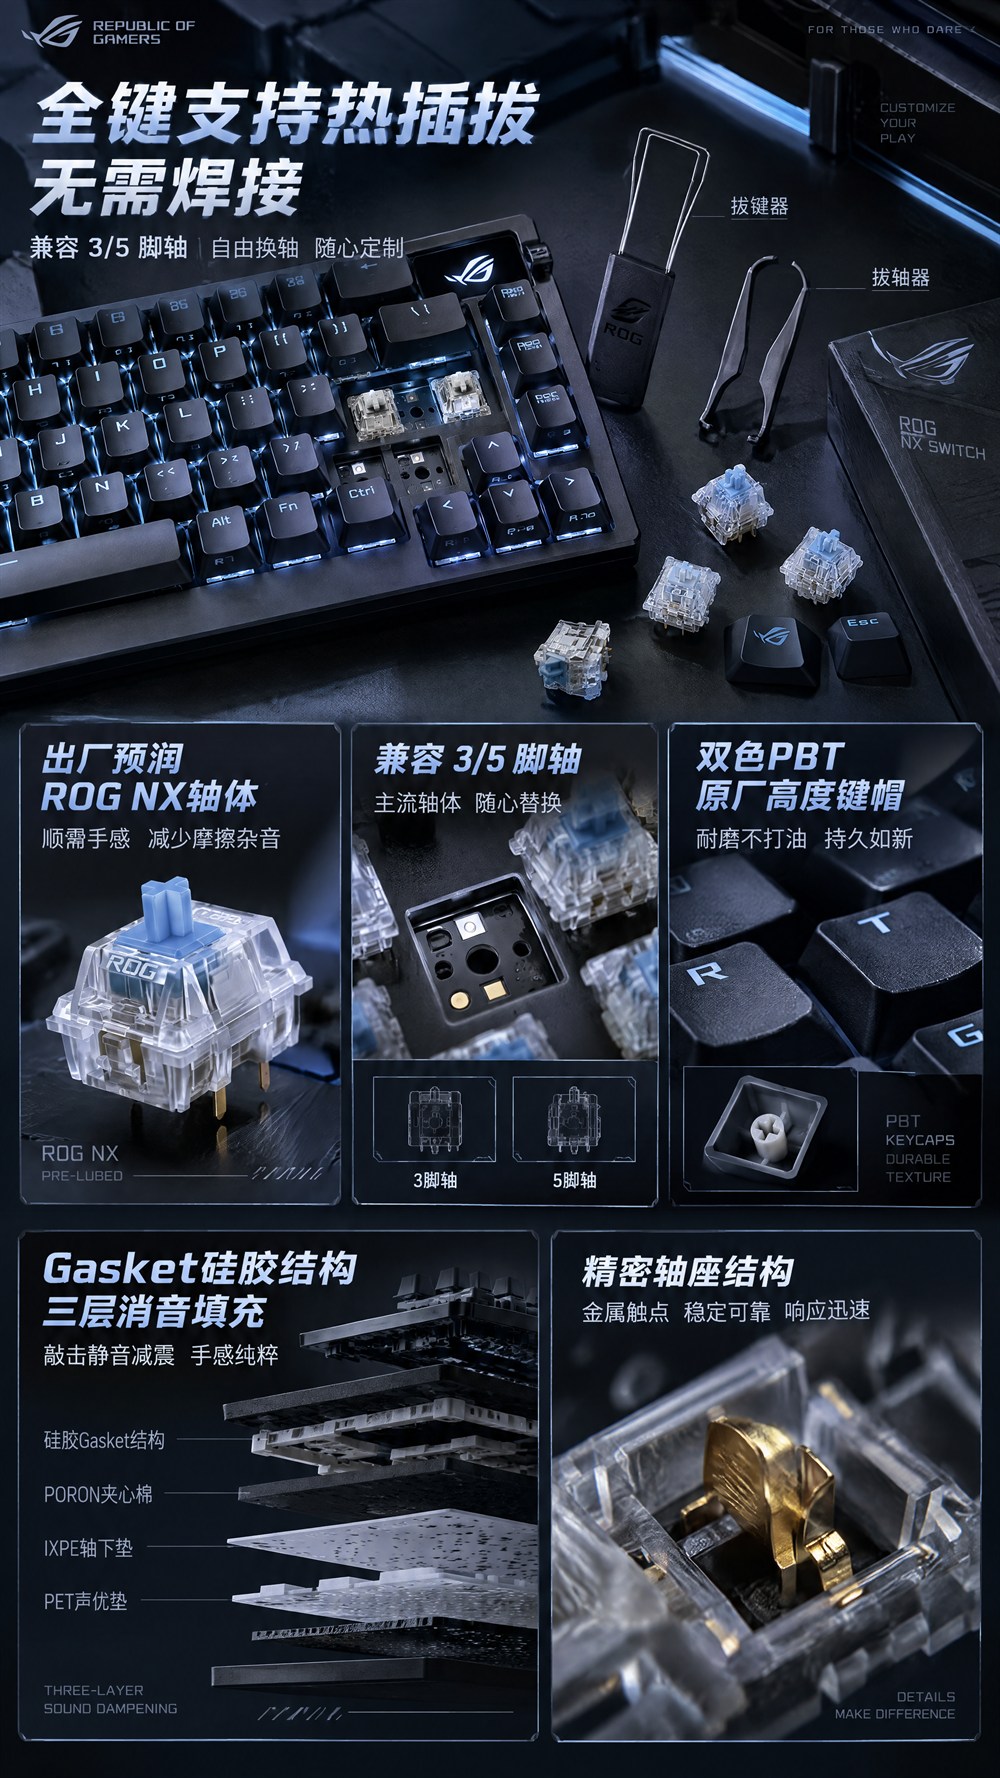 REPUBLIC OF
GAMERS
FOR THOSE WHO DARE
全键支持热插拔
无需焊接
兼容 3/5 脚轴 | 自由换轴 随心定制
CUSTOMIZE
YOUR
PLAY
拔键器
拔轴器
ROG
ROG
NX SWITCH
H
I
O
P
J
K
L
B
N
Alt
Fn
Ctrl
Esc
出厂预润
ROG NX轴体
顺需手感 减少摩擦杂音
ROG
ROG NX
PRE-LUBED
兼容 3/5 脚轴
主流轴体 随心替换
3脚轴
5脚轴
双色PBT
原厂高度键帽
耐磨不打油 持久如新
R
T
G
PBT
KEYCAPS
DURABLE
TEXTURE
Gasket硅胶结构
三层消音填充
敲击静音减震 手感纯粹
硅胶Gasket结构
PORON夹心棉
IXPE轴下垫
PET声优垫
THREE-LAYER
SOUND DAMPENING
精密轴座结构
金属触点 稳定可靠 响应迅速
DETAILS
MAKE DIFFERENCE